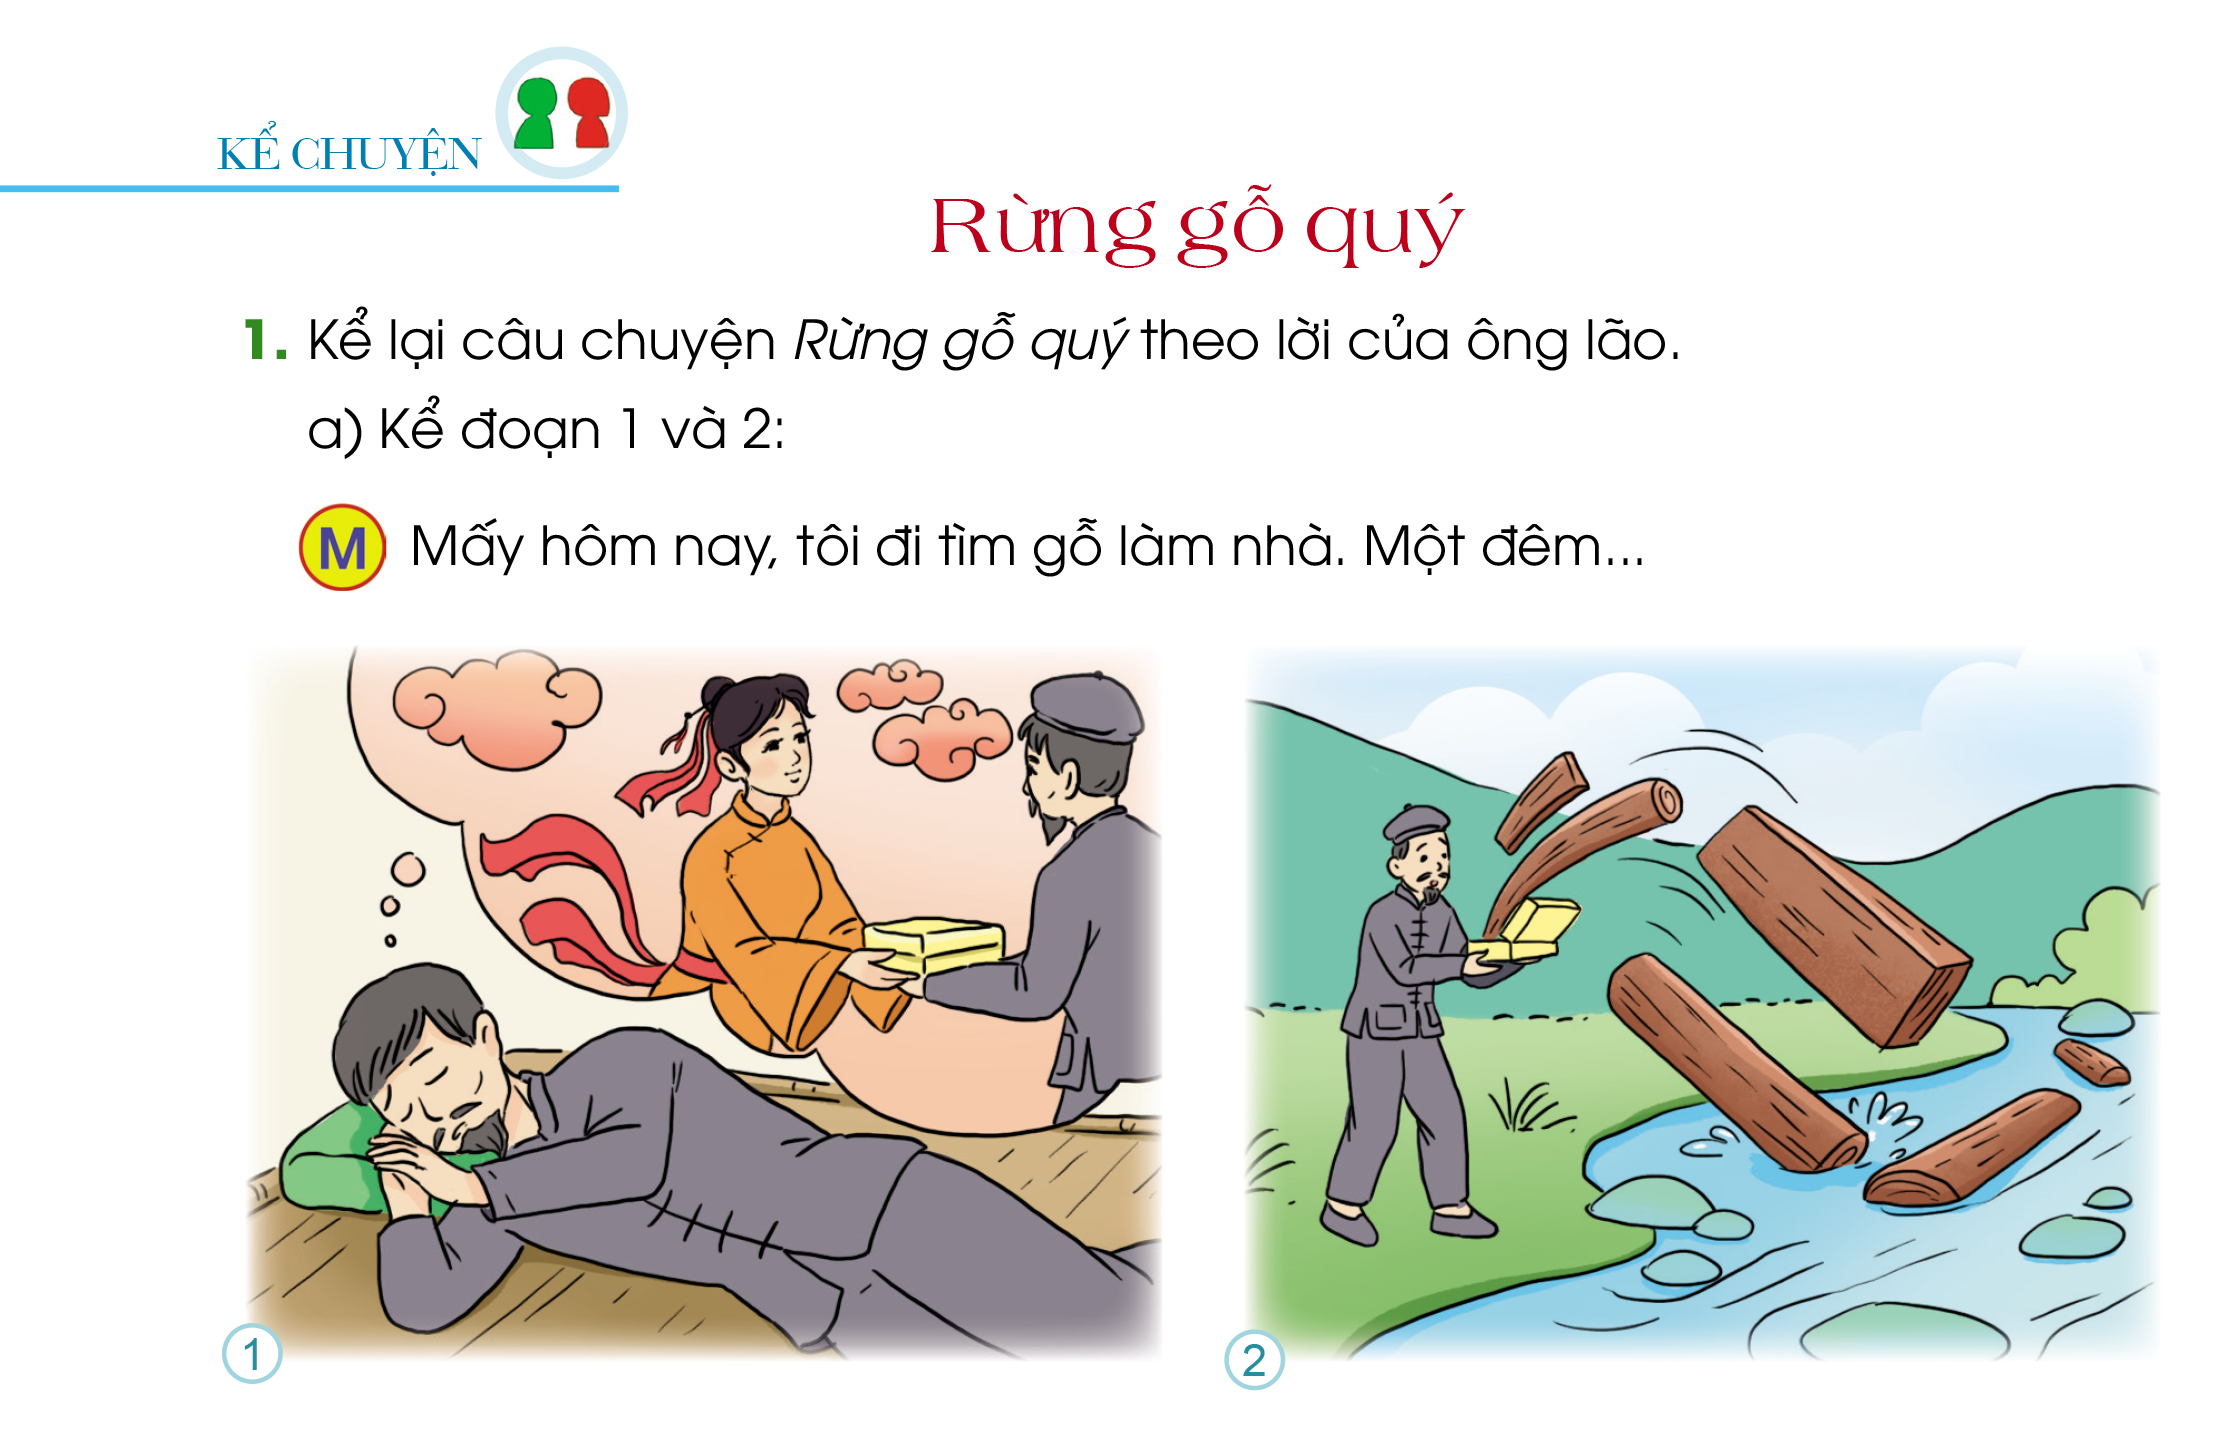 KỂ CHUYỆN
Rừng gỗ quý
1. Kể lại câu chuyện Rừng gỗ quý theo lời của ông lão.
a) Kể đoạn 1 và 2:
M Mấy hôm nay, tôi đi tìm gỗ làm nhà. Một đêm...
1
2